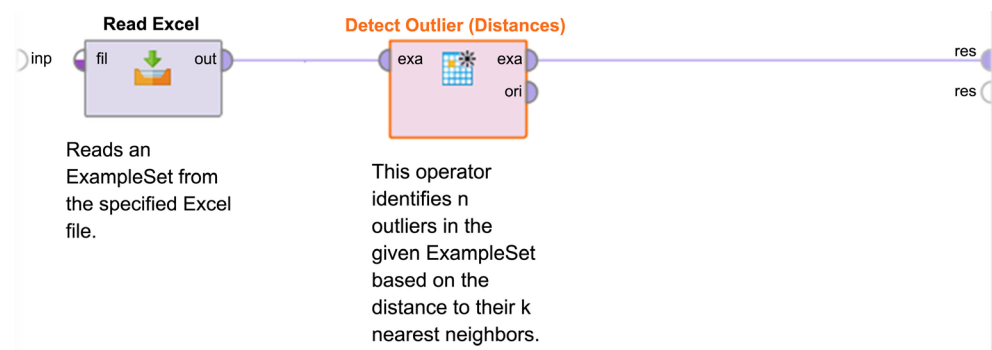 Read Excel
Detect Outlier (Distances)
inp
fil
out
exa
exa
res
ori
res
Reads an
ExampleSet from
the specified Excel
file.
This operator
identifies n
outliers in the
given ExampleSet
based on the
distance to their k
nearest neighbors.